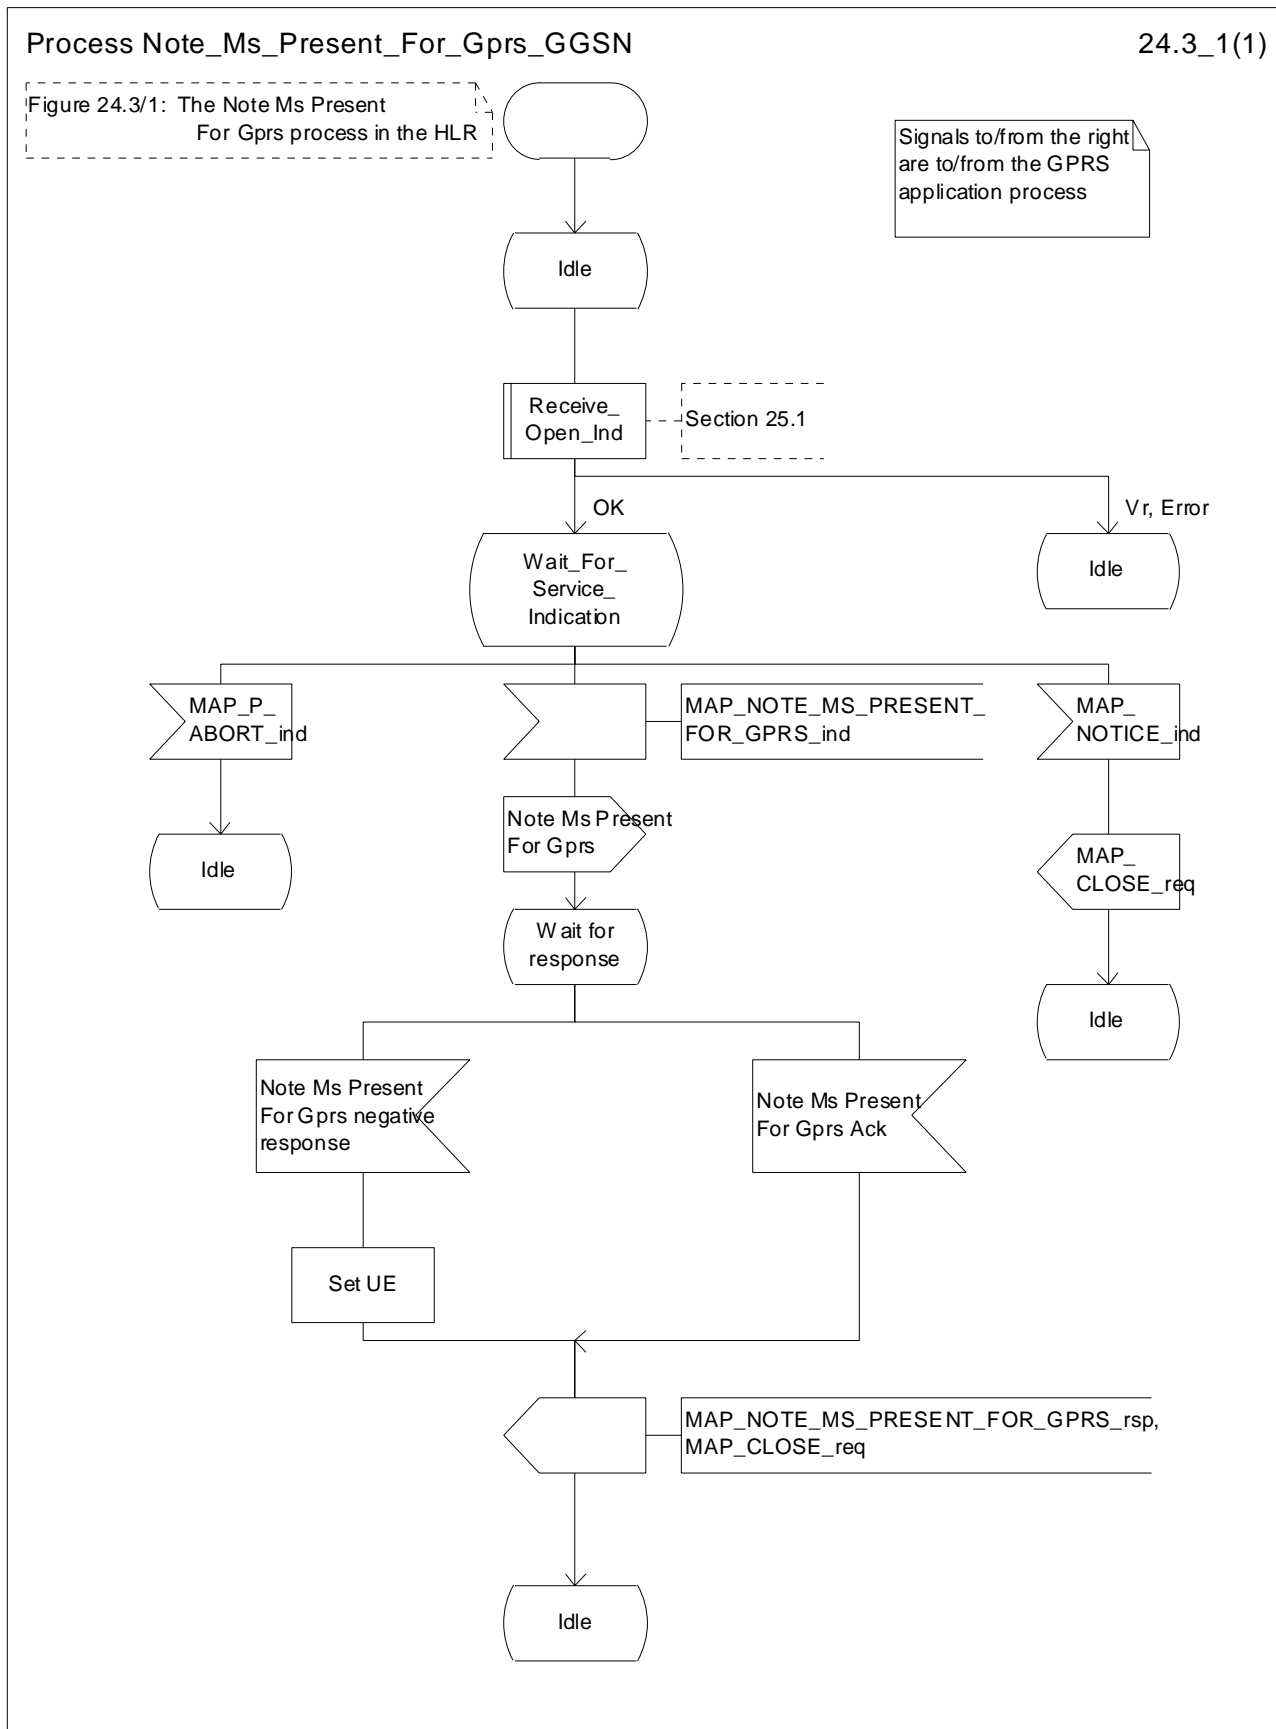 Process Note_Ms_Present_For_Gprs_GGSN
24.3_1(1)
Figure 24.3/1: The Note Ms Present
For Gprs process in the HLR
Signals to/from the right
are to/from the GPRS
application process
Idle
Receive_
Open_Ind
Section 25.1
OK
Vr, Error
Wait_For_
Service_
Indication
Idle
MAP_P_
ABORT_ind
MAP_NOTE_MS_PRESENT_
FOR_GPRS_ind
MAP_
NOTICE_ind
Note Ms Present
For Gprs
Idle
MAP_
CLOSE_req
Wait for
response
Idle
Note Ms Present
For Gprs negative
response
Note Ms Present
For Gprs Ack
Set UE
MAP_NOTE_MS_PRESENT_FOR_GPRS_rsp,
MAP_CLOSE_req
Idle